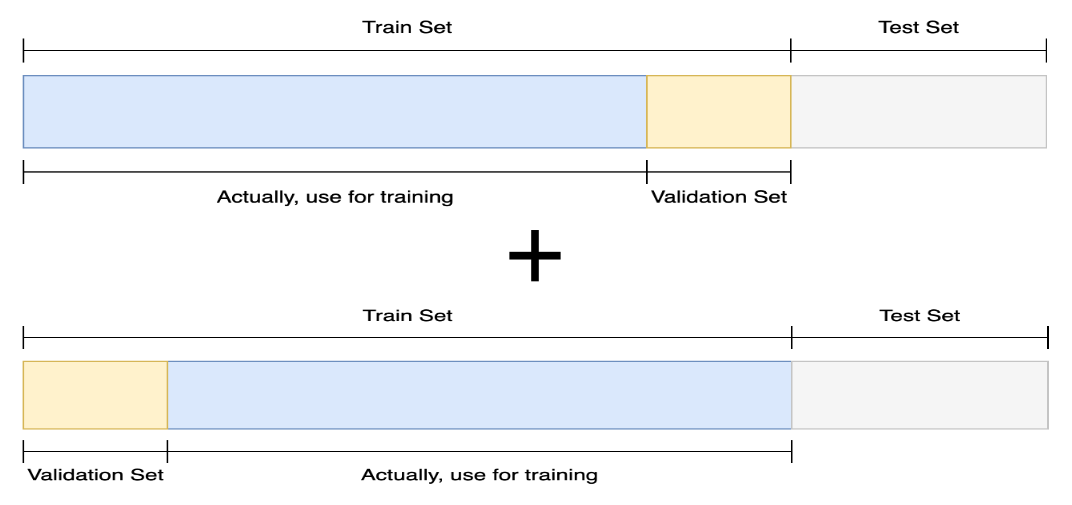 Train Set
Test Set
Actually, use for training
Validation Set
+
Train Set
Test Set
Validation Set
Actually, use for training